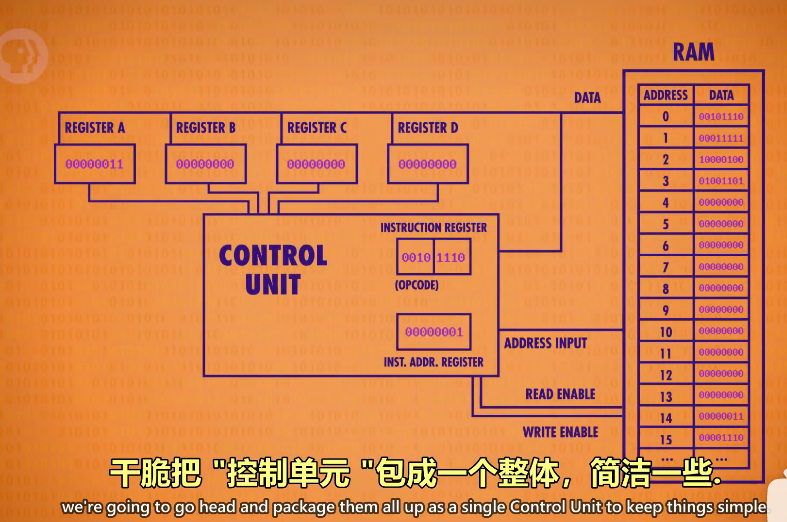 RAM
DATA
ADDRESS DATA
REGISTER A REGISTER B REGISTER C REGISTER D
00000011 00000000 00000000 00000000
0 00101110
1 00011111
2 10000100
3 01001101
4 00000000
5 00000000
6 00000000
7 00000000
8 00000000
9 00000000
10 00000000
11 00000000
12 00000000
13 00000000
14 00000011
15 00001110
... ...
CONTROL
UNIT
INSTRUCTION REGISTER
0010 1110
(OPCODE)
00000001
INST. ADDR. REGISTER
ADDRESS INPUT
READ ENABLE
WRITE ENABLE
干脆把 "控制单元 "包成一个整体，简洁一些.
we're going to go head and package them all up as a single Control Unit to keep things simple.